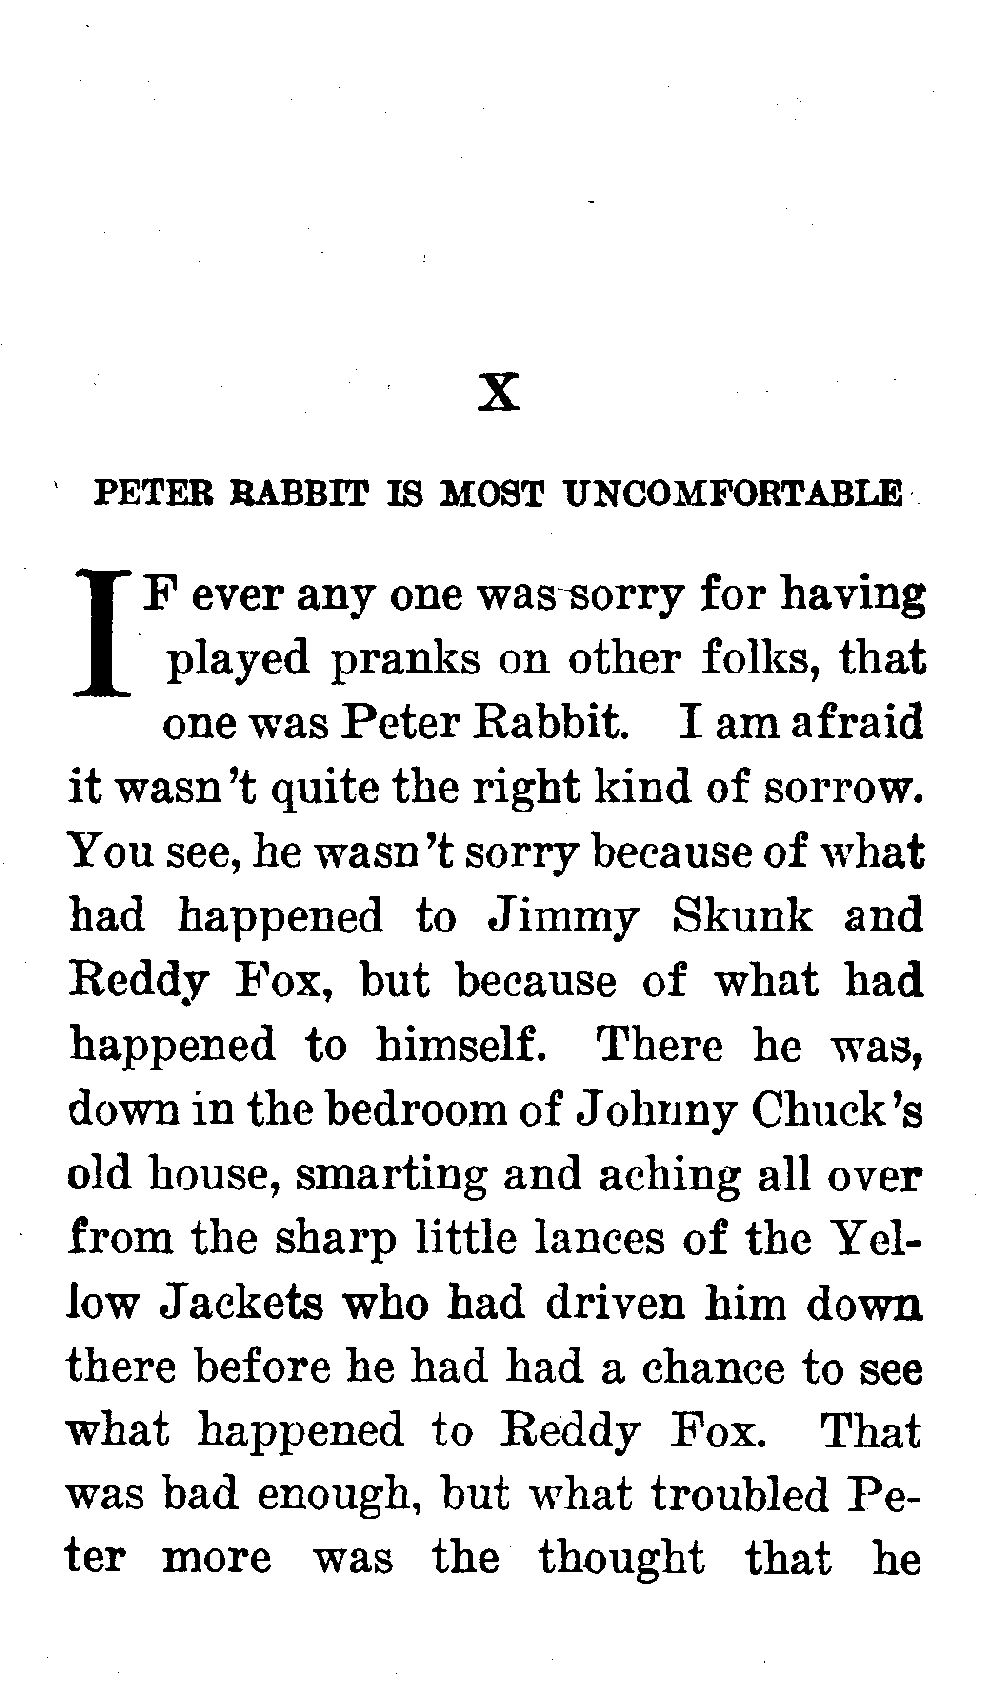 X
PETER RABBIT IS MOST UNCOMFORTABLE
IF ever any one was sorry for having
played pranks on other folks, that
one was Peter Rabbit. I am afraid
it wasn't quite the right kind of sorrow.
You see, he wasn't sorry because of what
had happened to Jimmy Skunk and
Reddy Fox, but because of what had
happened to himself. There he was,
down in the bedroom of Johnny Chuck's
old house, smarting and aching all over
from the sharp little lances of the Yel-
low Jackets who had driven him down
there before he had had a chance to see
what happened to Reddy Fox. That
was bad enough, but what troubled Pe-
ter more was the thought that he